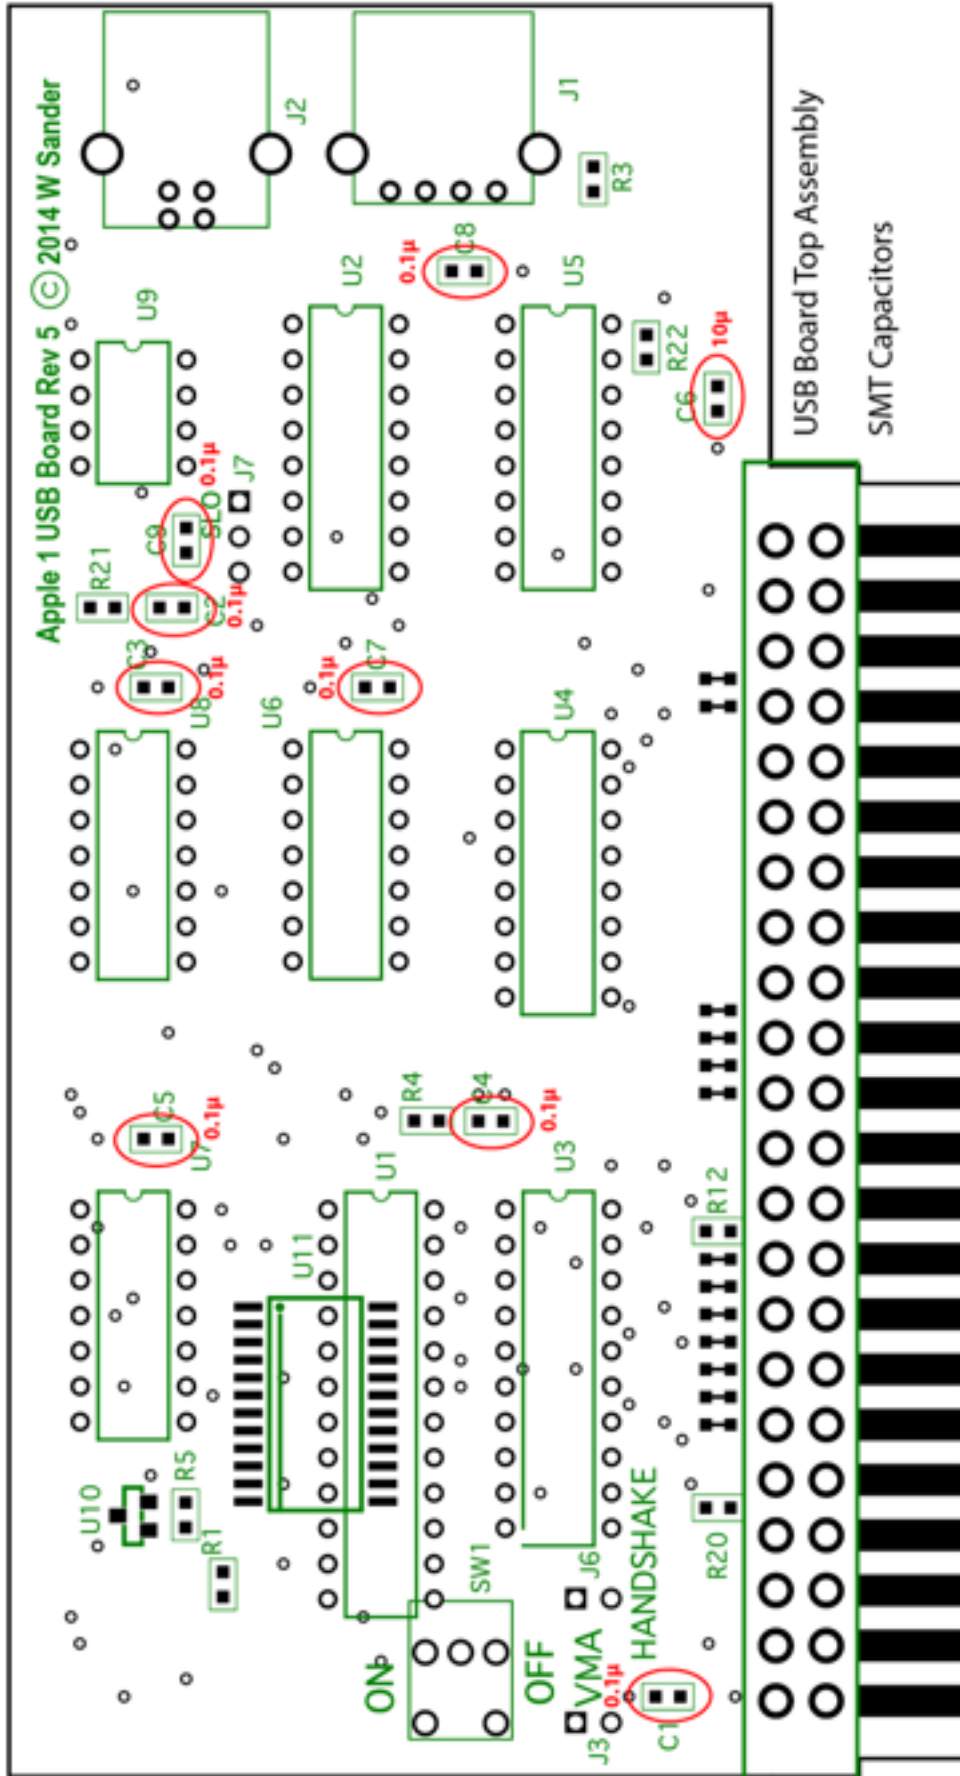 Apple 1 USB Board Rev 5 © 2014 W Sander
USB Board Top Assembly
SMT Capacitors
J2
J1
R3
U9
U2
0.1µ
C8
U5
R22
C6
10µ
0.1µ
J7
SLO
C9
R21
C2
0.1µ
C3
0.1µ
U8
U6
0.1µ
C7
U4
C5
0.1µ
U7
R4
C4
0.1µ
U1
U3
R12
U11
U10
R5
R1
SW1
J6
HANDSHAKE
R20
ON
OFF
VMA
0.1µ
J3
C1